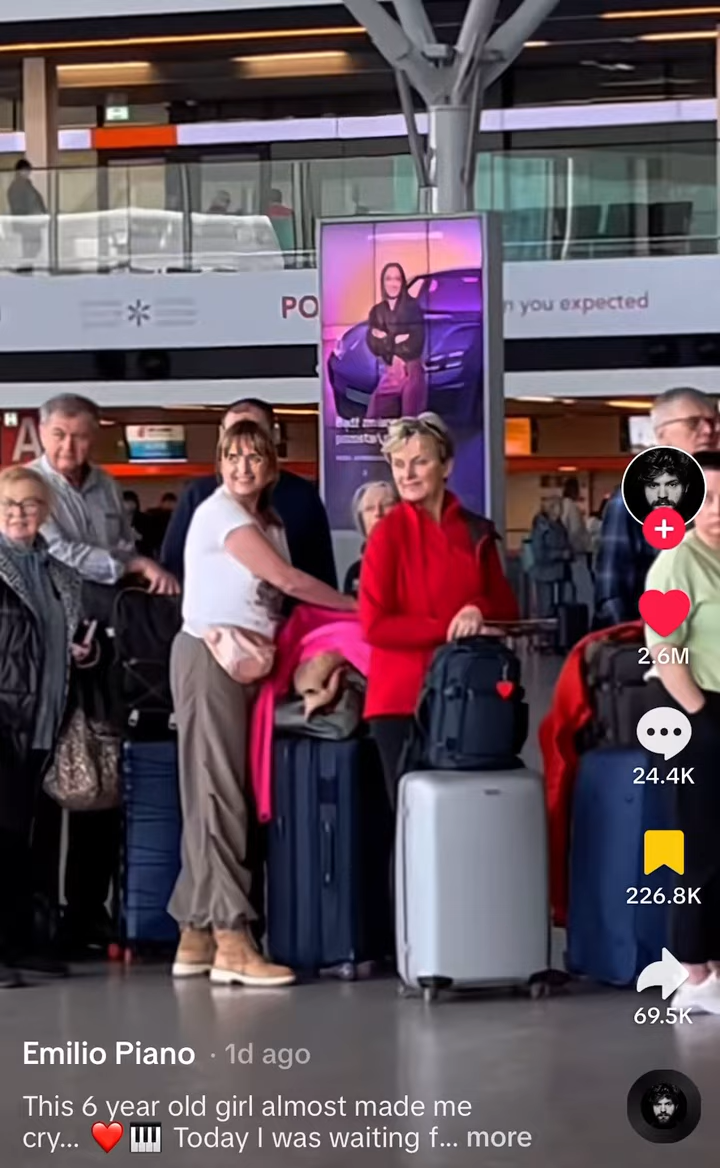 PO
n you expected
A
2.6M
24.4K
226.8K
69.5K
Emilio Piano · 1d ago
This 6 year old girl almost made me
cry... ❤️🎹 Today I was waiting f... more